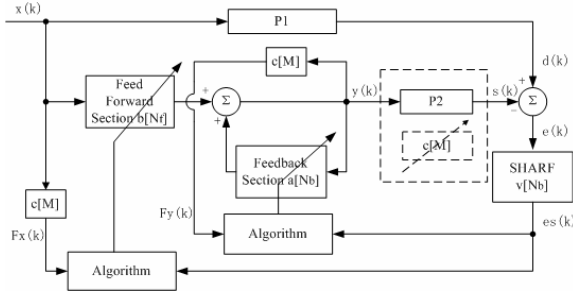 x(k)
P1
c[M]
d(k)
Feed
Forward
Section b[Nf]
+
Σ
+
y(k)
P2
s(k)
+
Σ
−
c[M]
e(k)
Feedback
Section a[Nb]
SHARF
v[Nb]
c[M]
Fx(k)
Fy(k)
Algorithm
es(k)
Algorithm